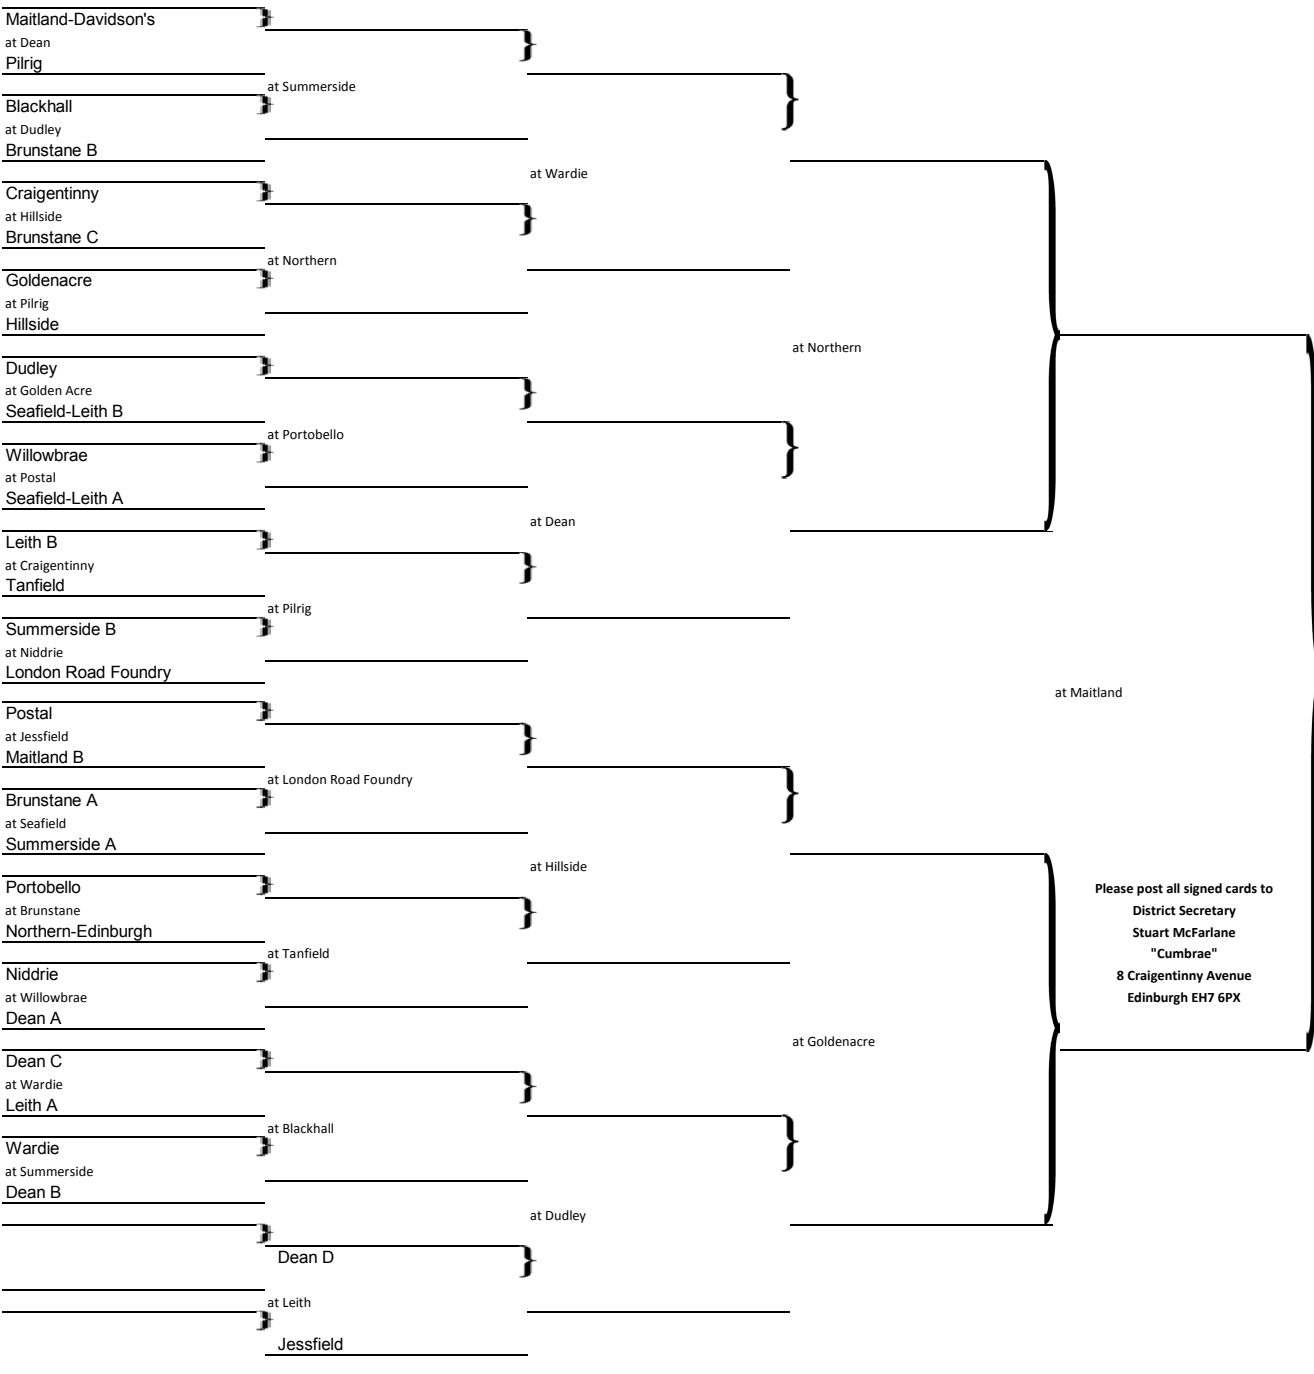 Maitland-Davidson's
at Dean
Pilrig
at Summerside
Blackhall
at Dudley
Brunstane B
at Wardie
Craigentinny
at Hillside
Brunstane C
at Northern
Goldenacre
at Pilrig
Hillside
at Northern
Dudley
at Golden Acre
Seafield-Leith B
at Portobello
Willowbrae
at Postal
Seafield-Leith A
at Dean
Leith B
at Craigentinny
Tanfield
at Pilrig
Summerside B
at Niddrie
London Road Foundry
at Maitland
Postal
at Jessfield
Maitland B
at London Road Foundry
Brunstane A
at Seafield
Summerside A
at Hillside
Portobello
at Brunstane
Northern-Edinburgh
at Tanfield
Niddrie
at Willowbrae
Dean A
at Goldenacre
Please post all signed cards to
District Secretary
Stuart McFarlane
"Cumbrae"
8 Craigentinny Avenue
Edinburgh EH7 6PX
Dean C
at Wardie
Leith A
at Blackhall
Wardie
at Summerside
Dean B
at Dudley
Dean D
at Leith
Jessfield